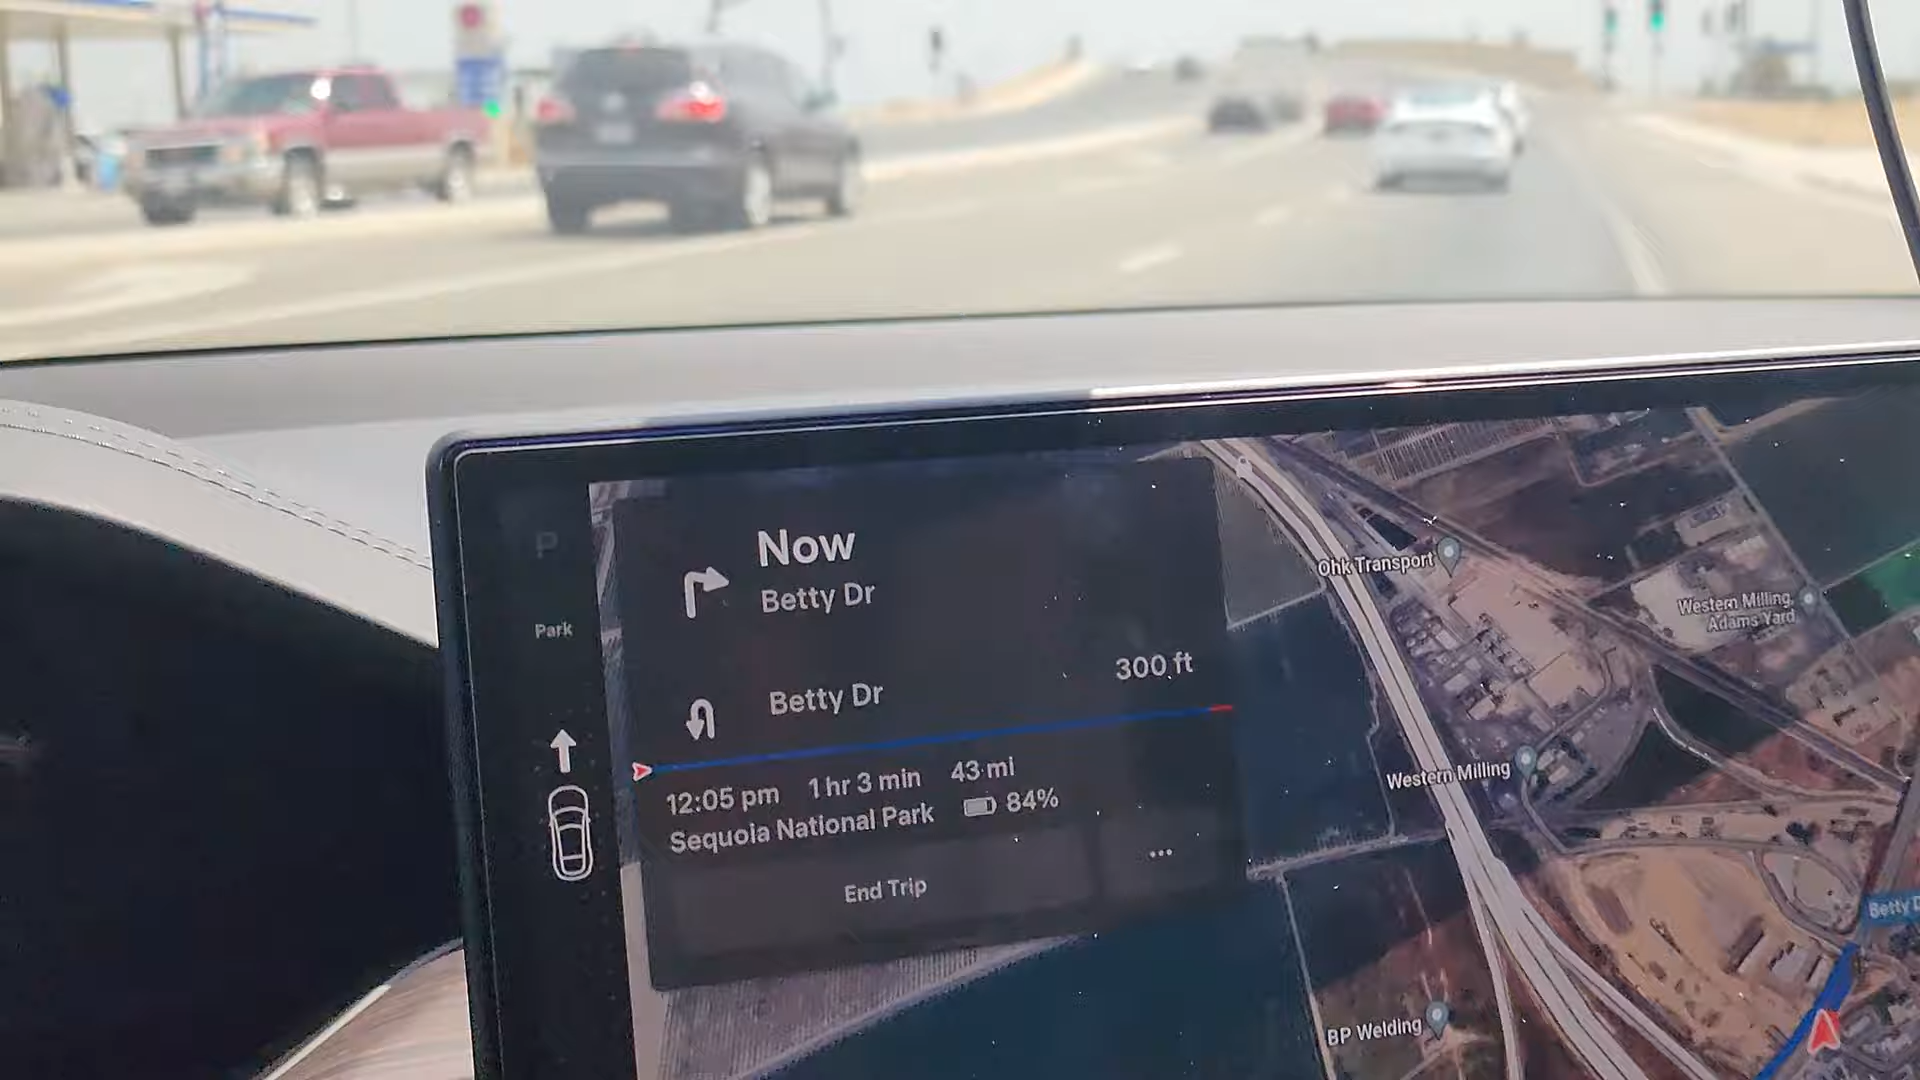 P
Park
Now
Betty Dr
Betty Dr
300 ft
12:05 pm 1 hr 3 min 43 mi
Sequoia National Park 84%
End Trip
...
Ohk Transport
Western Milling,
Adams Yard
Western Milling
Betty D
BP Welding